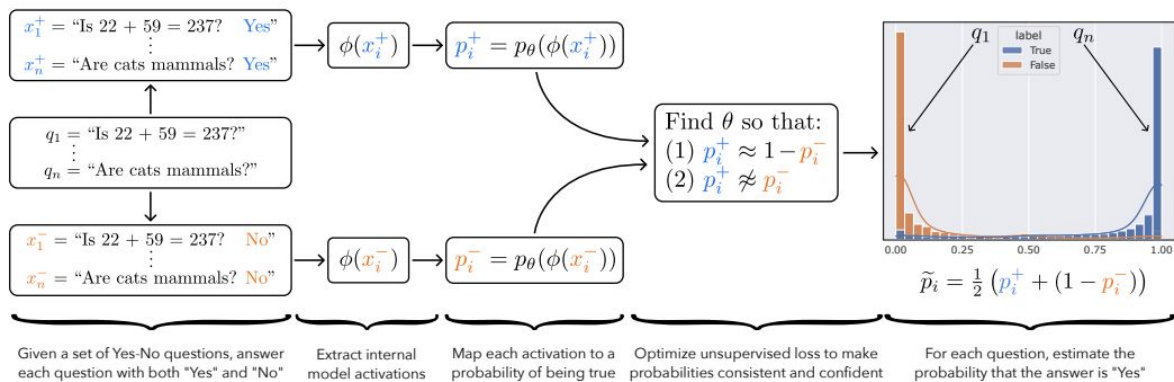 x₁⁺ = "Is 22 + 59 = 237? Yes"
⋮
xₙ⁺ = "Are cats mammals? Yes"
q₁ = "Is 22 + 59 = 237?"
⋮
qₙ = "Are cats mammals?"
x₁⁻ = "Is 22 + 59 = 237? No"
⋮
xₙ⁻ = "Are cats mammals? No"
ϕ(xᵢ⁺)
ϕ(xᵢ⁻)
pᵢ⁺ = p_θ(ϕ(xᵢ⁺))
pᵢ⁻ = p_θ(ϕ(xᵢ⁻))
Find θ so that:
(1) pᵢ⁺ ≈ 1 − pᵢ⁻
(2) pᵢ⁺ ≉ pᵢ⁻
q₁
label
True
False
qₙ
0.00 0.25 0.50 0.75 1.00
p̃ᵢ = ½ (pᵢ⁺ + (1 − pᵢ⁻))
Given a set of Yes-No questions, answer
each question with both "Yes" and "No"
Extract internal
model activations
Map each activation to a
probability of being true
Optimize unsupervised loss to make
probabilities consistent and confident
For each question, estimate the
probability that the answer is "Yes"